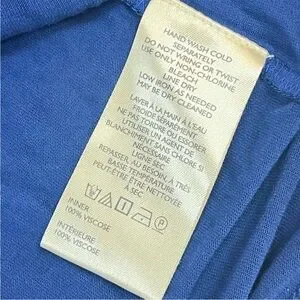 HAND WASH COLD
SEPARATELY
DO NOT WRING OR TWIST
USE ONLY NON-CHLORINE
BLEACH
LINE DRY
LOW IRON AS NEEDED
MAY BE DRY CLEANED
LAVER À LA MAIN À L'EAU
FROIDE SÉPARÉMENT
NE PAS TORDRE OU ESSORER
UTILISER UN AGENT DE
BLANCHIMENT SANS CHLORE SI
NÉCESSAIRE
LIGNE SEC
REPASSER, AU BESOIN, À TRÈS
BASSE TEMPÉRATURE
PEUT-ÊTRE ÊTRE NETTOYÉE
À SEC
INNER
100% VISCOSE
INTÉRIEURE
100% VISCOSE